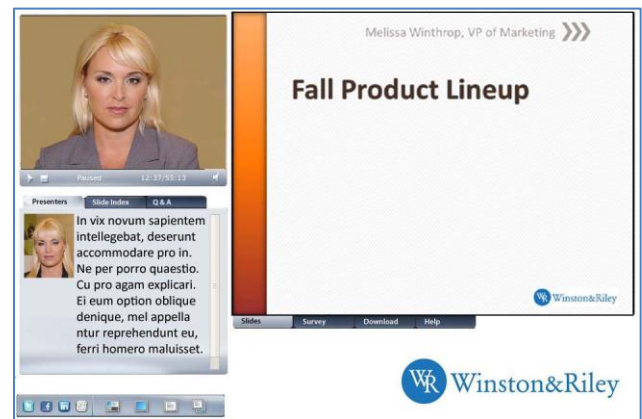 Melissa Winthrop, VP of Marketing
Fall Product Lineup
Paused 12:37/55:13
Presenters Slide Index Q & A
In vix novum sapientem
intellegebat, deserunt
accommodare pro in.
Ne per porro quaestio.
Cu pro agam explicari.
Ei eum option oblique
denique, mel appella
ntur reprehendunt eu,
ferri homero maluisset.
WR Winston&Riley
Slides Survey Download Help
WR Winston&Riley